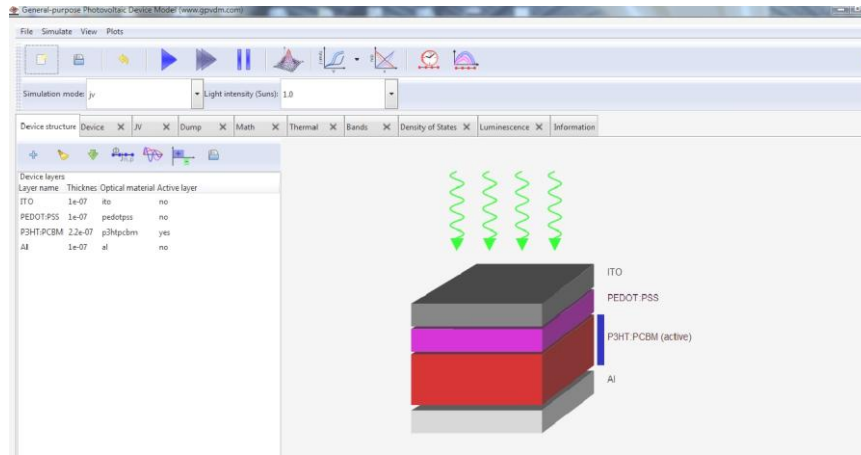 General-purpose Photovoltaic Device Model (www.gpvdm.com)
File Simulate View Plots
Simulation mode: jv Light intensity (Suns): 1.0
Device structure Device X JV X Dump X Math X Thermal X Bands X Density of States X Luminescence X Information
Device layers
Layer name Thicknes Optical material Active layer
ITO 1e-07 ito no
PEDOT:PSS 1e-07 pedotpss no
P3HT:PCBM 2.2e-07 p3htpcbm yes
Al 1e-07 al no
ITO
PEDOT:PSS
P3HT:PCBM (active)
Al